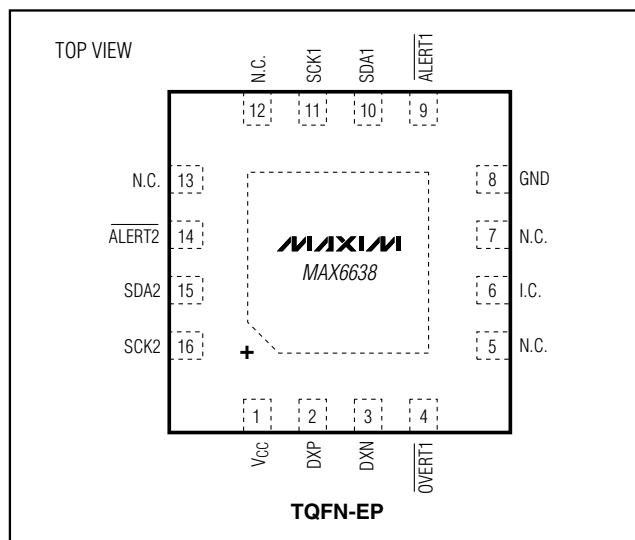 TOP VIEW
N.C.
SCK1
SDA1
ALERT1
12
11
10
9
N.C. 13
8 GND
ALERT2 14
MAXIM
7 N.C.
MAX6638
SDA2 15
6 I.C.
SCK2 16
5 N.C.
+
1
2
3
4
VCC
DXP
DXN
OVERT1
TQFN-EP